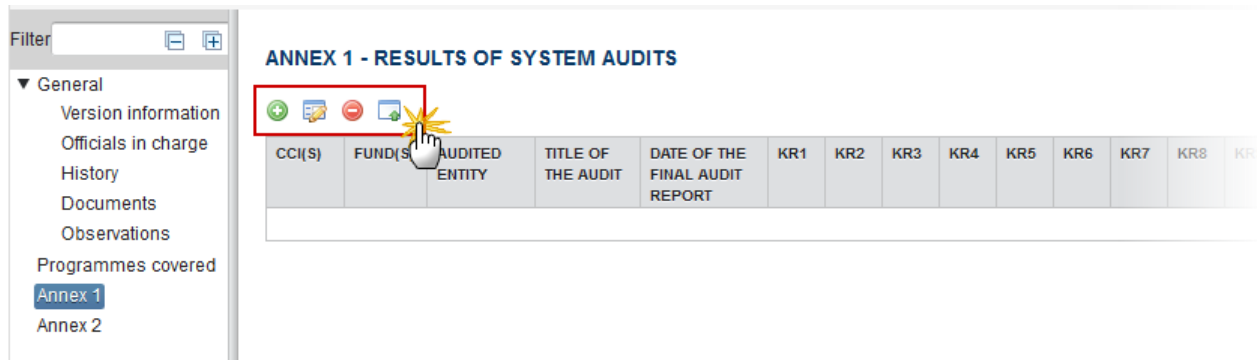 Filter
▼ General
Version information
Officials in charge
History
Documents
Observations
Programmes covered
Annex 1
Annex 2
ANNEX 1 - RESULTS OF SYSTEM AUDITS
CCI(S)
FUND(S
AUDITED
ENTITY
TITLE OF
THE AUDIT
DATE OF THE
FINAL AUDIT
REPORT
KR1
KR2
KR3
KR4
KR5
KR6
KR7
KR8
KR